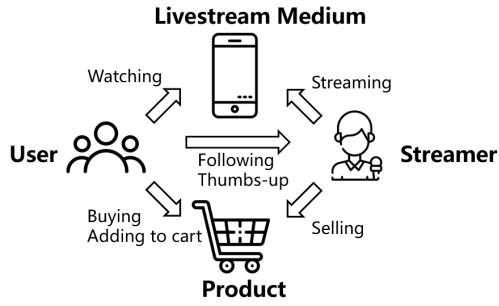 Livestream Medium
Watching
Streaming
User
Following
Thumbs-up
Streamer
Buying
Adding to cart
Selling
Product